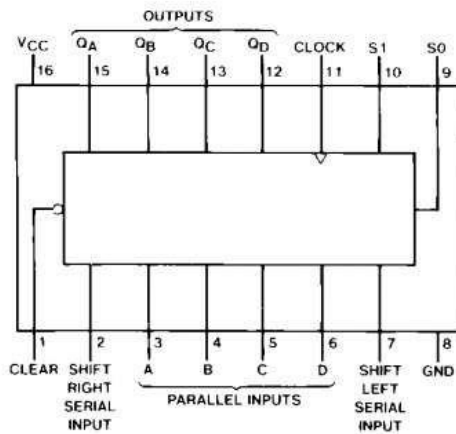 OUTPUTS
VCC QA QB QC QD CLOCK S1 S0
16 15 14 13 12 11 10 9
1 2 3 4 5 6 7 8
CLEAR SHIFT A B C D SHIFT GND
RIGHT LEFT
PARALLEL INPUTS
SERIAL SERIAL
INPUT INPUT